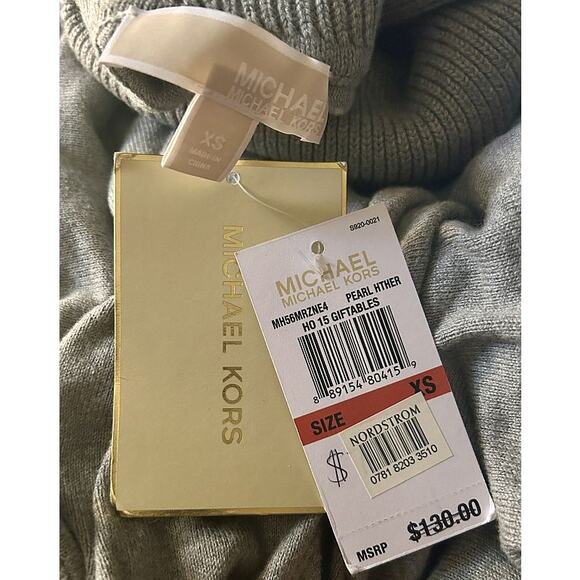 MICHAEL
MICHAEL KORS
XS
MADE IN
CHINA
MICHAEL KORS
S920-0021
MICHAEL
MICHAEL KORS
MH56MRZNE4 PEARL HTHER
HO 15 GIFTABLES
8 89154 80415 9
SIZE XS
NORDSTROM
0781 8203 3510
$
MSRP $130.00